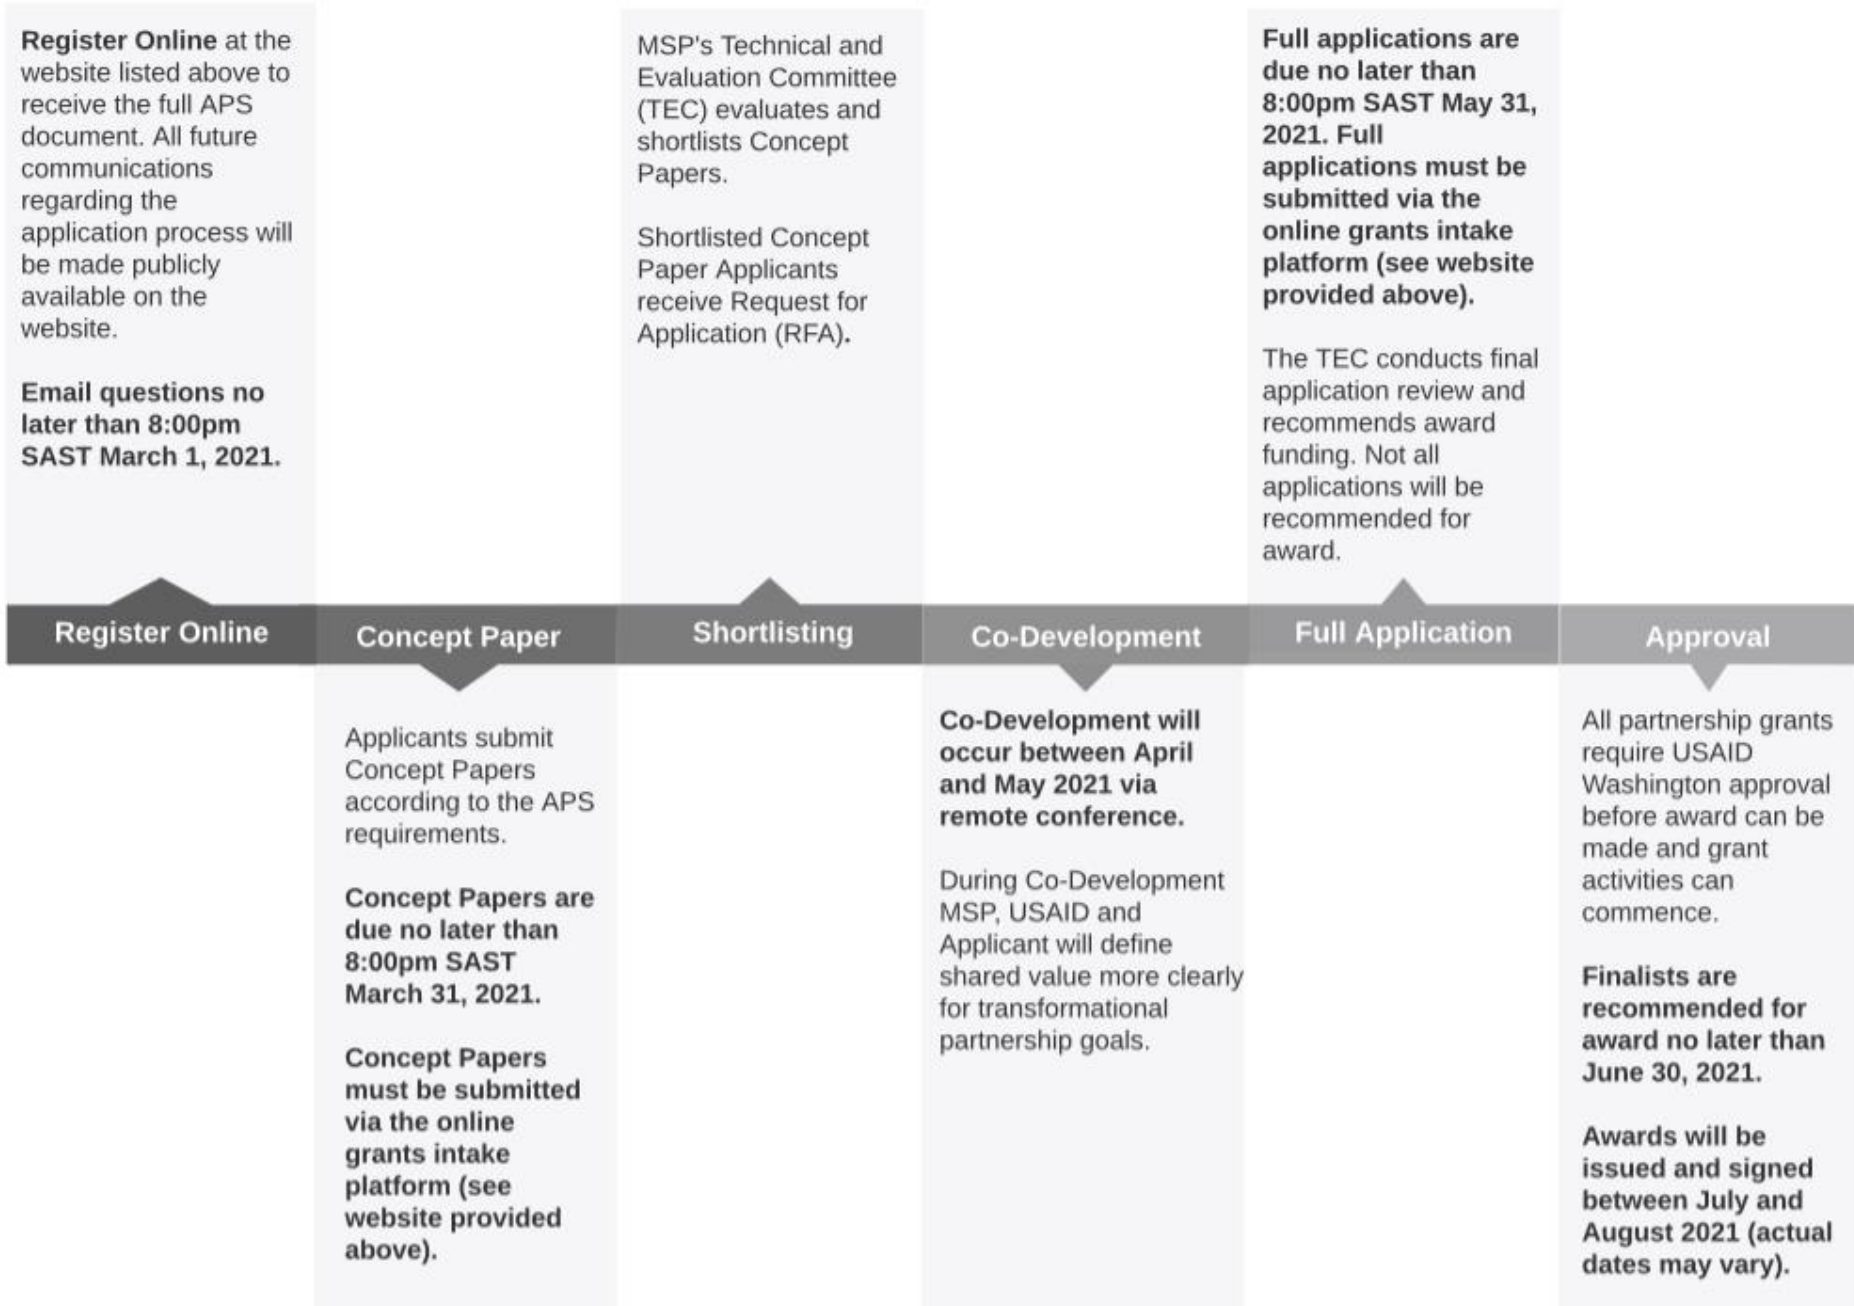 Register Online at the
website listed above to
receive the full APS
document. All future
communications
regarding the
application process will
be made publicly
available on the
website.
Email questions no
later than 8:00pm
SAST March 1, 2021.
MSP's Technical and
Evaluation Committee
(TEC) evaluates and
shortlists Concept
Papers.
Shortlisted Concept
Paper Applicants
receive Request for
Application (RFA).
Full applications are
due no later than
8:00pm SAST May 31,
2021. Full
applications must be
submitted via the
online grants intake
platform (see website
provided above).
The TEC conducts final
application review and
recommends award
funding. Not all
applications will be
recommended for
award.
Register Online
Concept Paper
Shortlisting
Co-Development
Full Application
Approval
Applicants submit
Concept Papers
according to the APS
requirements.
Concept Papers are
due no later than
8:00pm SAST
March 31, 2021.
Concept Papers
must be submitted
via the online
grants intake
platform (see
website provided
above).
Co-Development will
occur between April
and May 2021 via
remote conference.
During Co-Development
MSP, USAID and
Applicant will define
shared value more clearly
for transformational
partnership goals.
All partnership grants
require USAID
Washington approval
before award can be
made and grant
activities can
commence.
Finalists are
recommended for
award no later than
June 30, 2021.
Awards will be
issued and signed
between July and
August 2021 (actual
dates may vary).